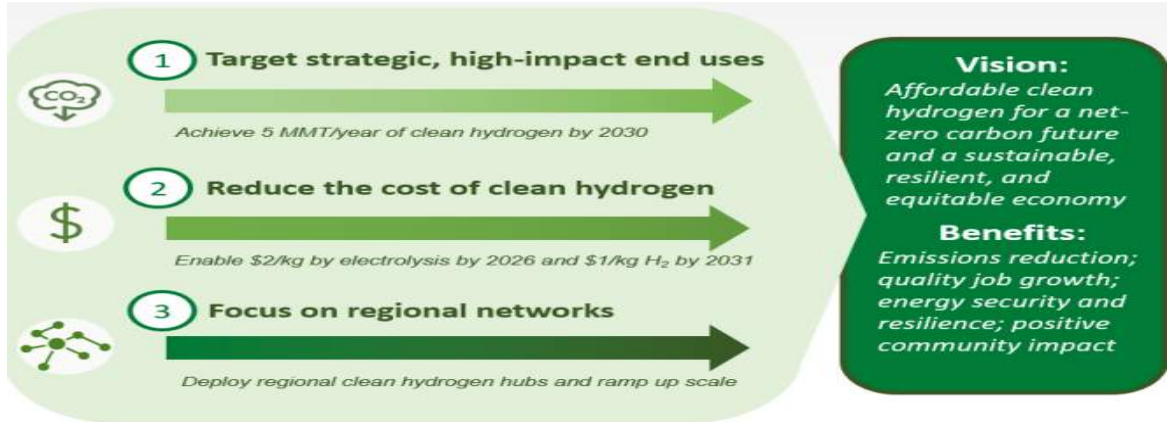 1 Target strategic, high-impact end uses
CO₂
Achieve 5 MMT/year of clean hydrogen by 2030
2 Reduce the cost of clean hydrogen
$
Enable $2/kg by electrolysis by 2026 and $1/kg H₂ by 2031
3 Focus on regional networks
Deploy regional clean hydrogen hubs and ramp up scale
Vision:
Affordable clean
hydrogen for a net-
zero carbon future
and a sustainable,
resilient, and
equitable economy
Benefits:
Emissions reduction;
quality job growth;
energy security and
resilience; positive
community impact